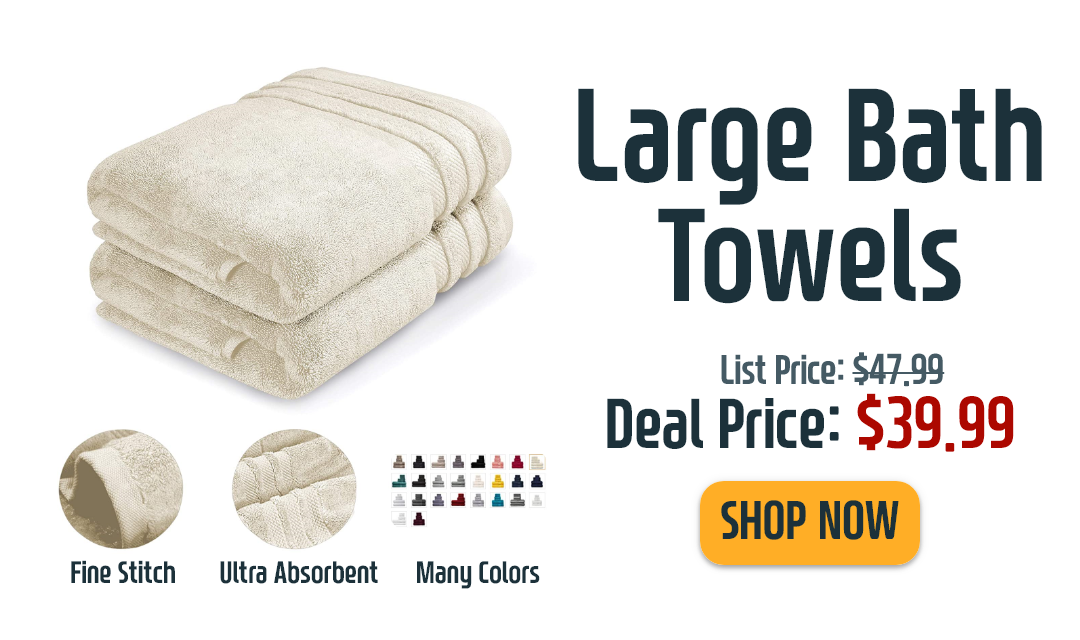 Large Bath
Towels
List Price: $47.99
Deal Price: $39.99
SHOP NOW
Fine Stitch
Ultra Absorbent
Many Colors